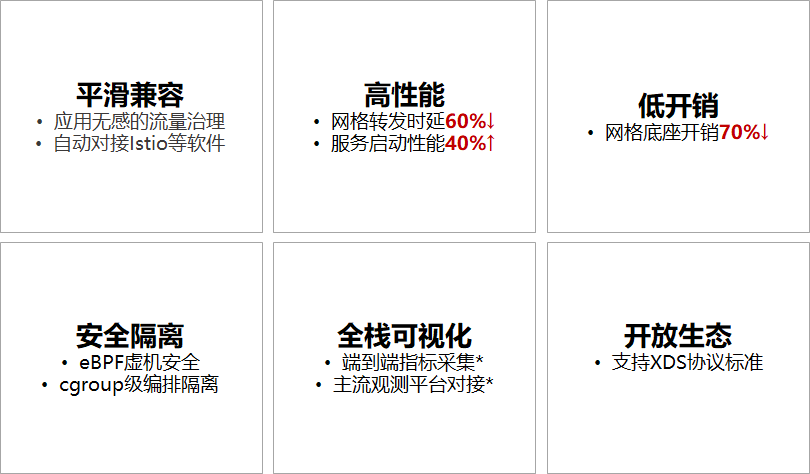 平滑兼容
• 应用无感的流量治理
• 自动对接Istio等软件
高性能
• 网格转发时延60%↓
• 服务启动性能40%↑
低开销
• 网格底座开销70%↓
安全隔离
• eBPF虚机安全
• cgroup级编排隔离
全栈可视化
• 端到端指标采集*
• 主流观测平台对接*
开放生态
• 支持XDS协议标准